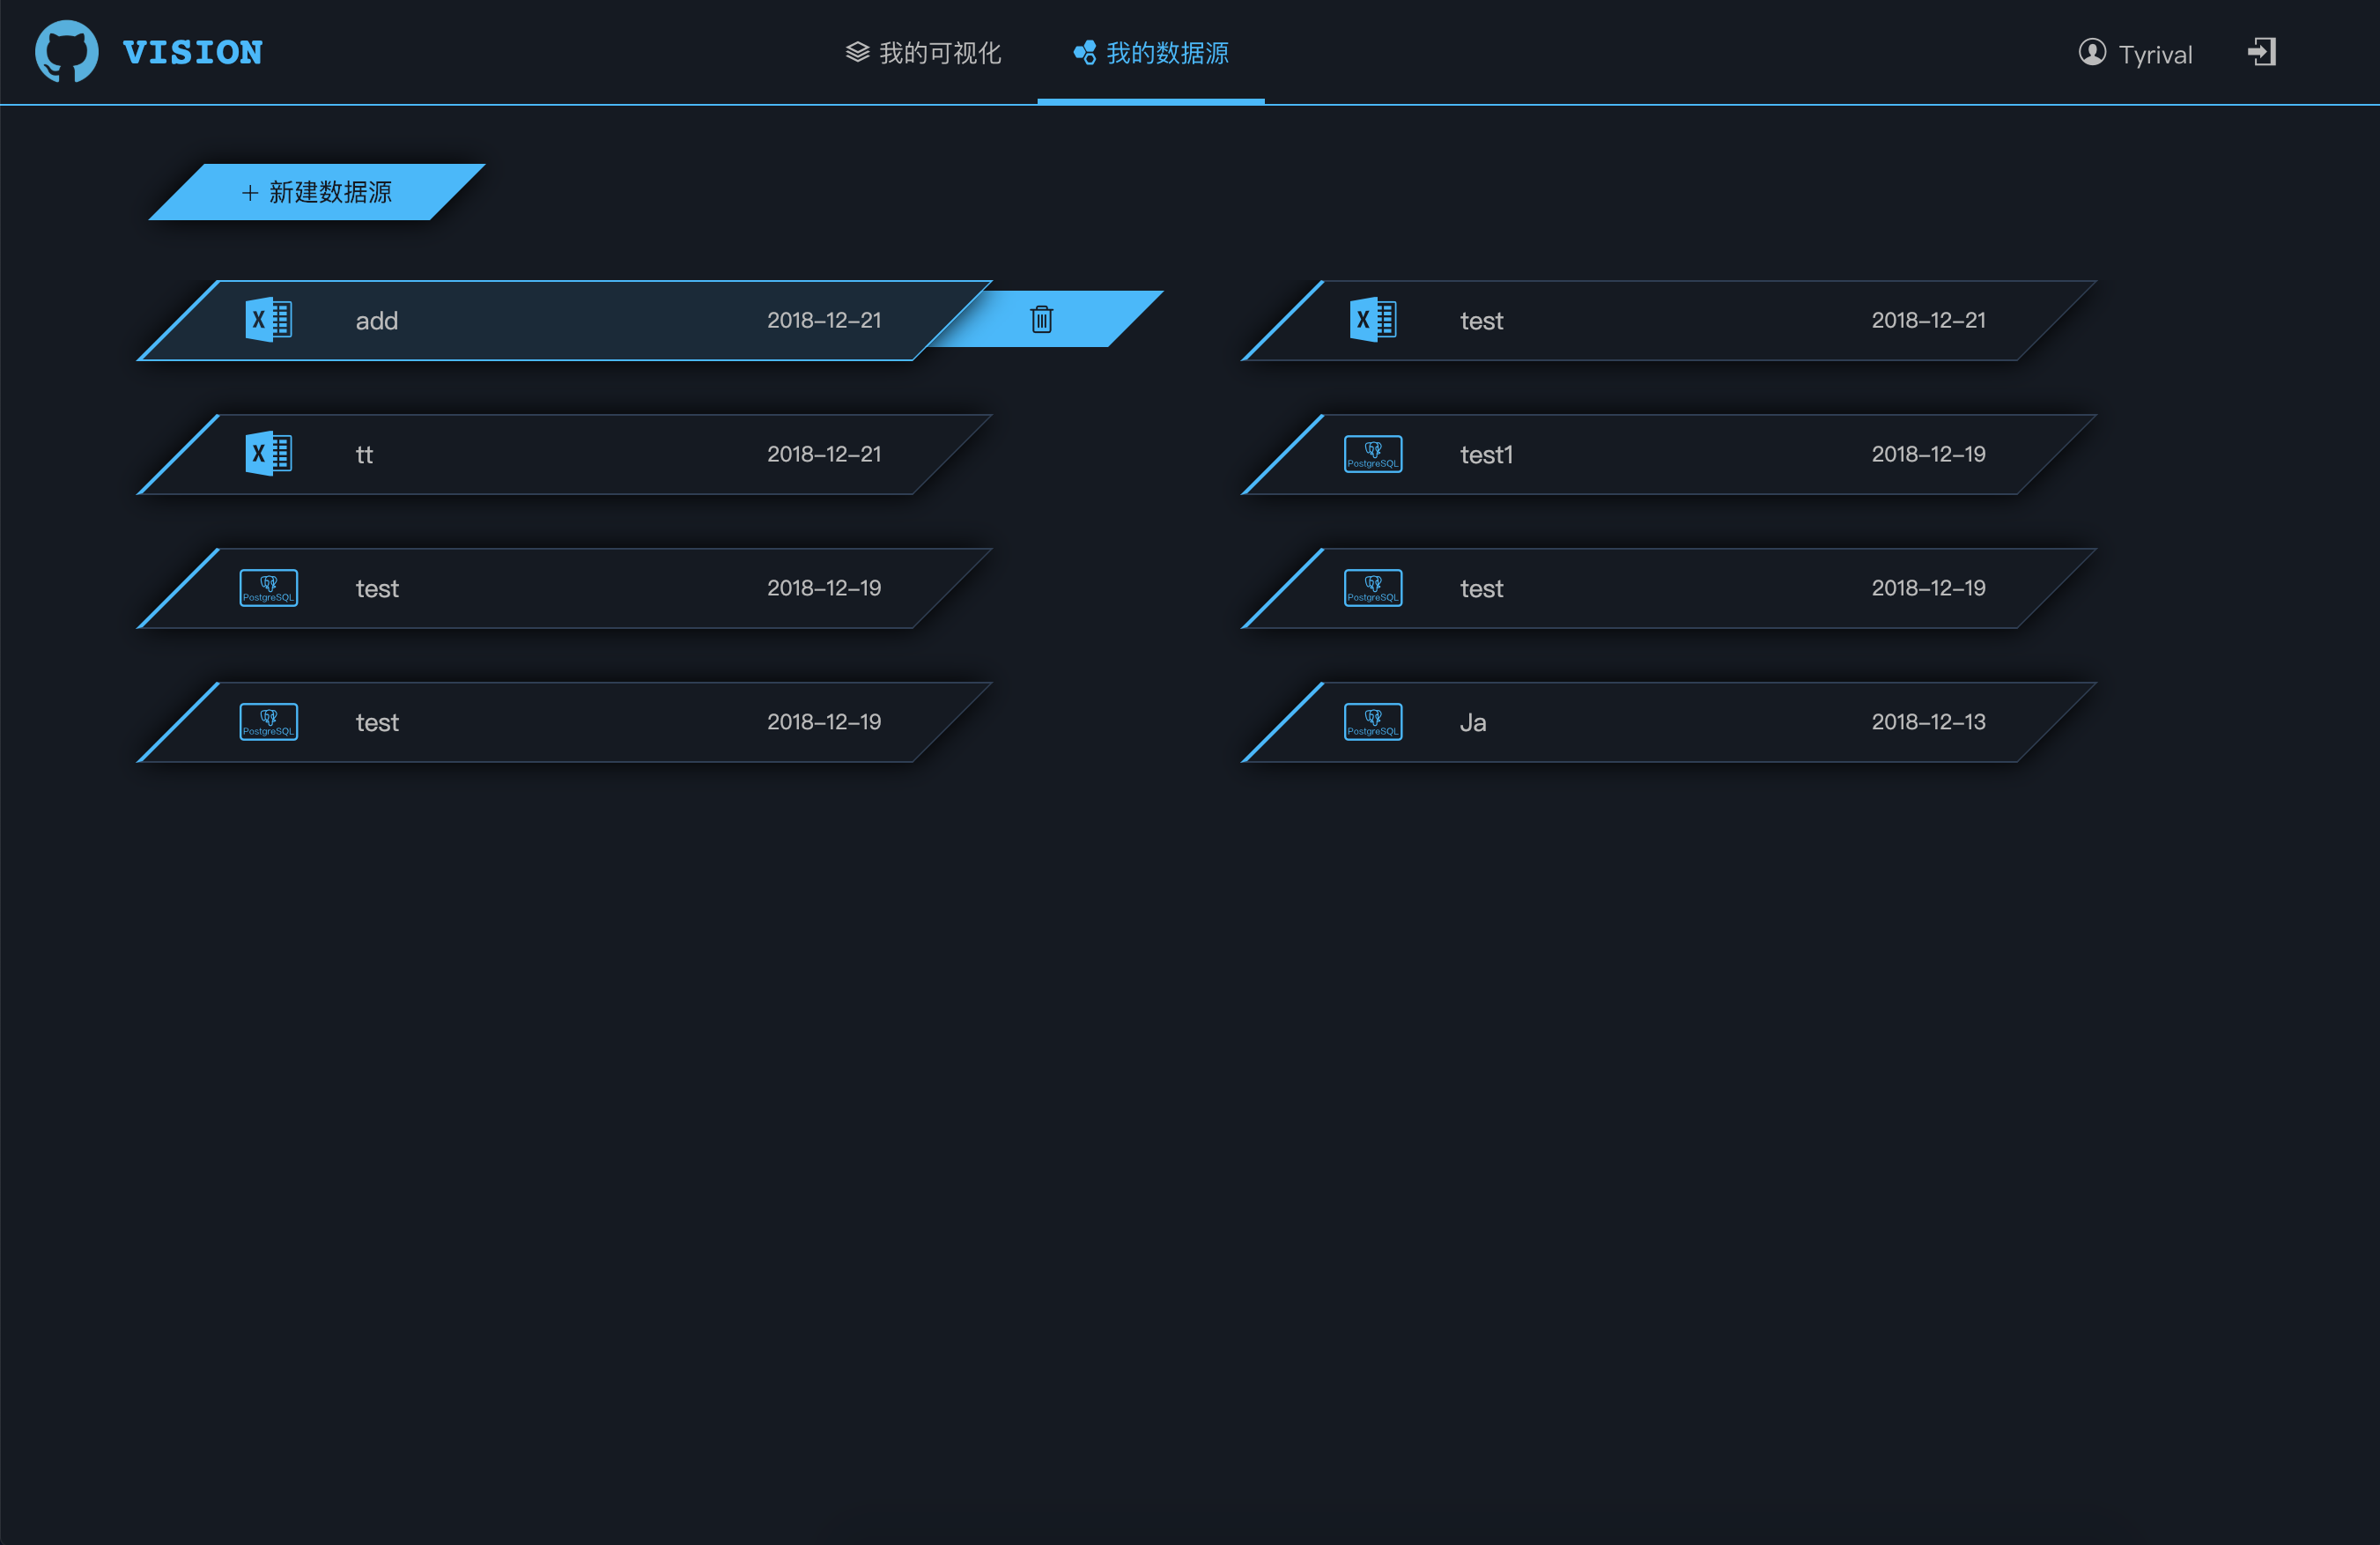 VISION
我的可视化
我的数据源
Tyrival
+ 新建数据源
X add 2018-12-21
X test 2018-12-21
X tt 2018-12-21
PostgreSQL test1 2018-12-19
PostgreSQL test 2018-12-19
PostgreSQL test 2018-12-19
PostgreSQL test 2018-12-19
PostgreSQL Ja 2018-12-13